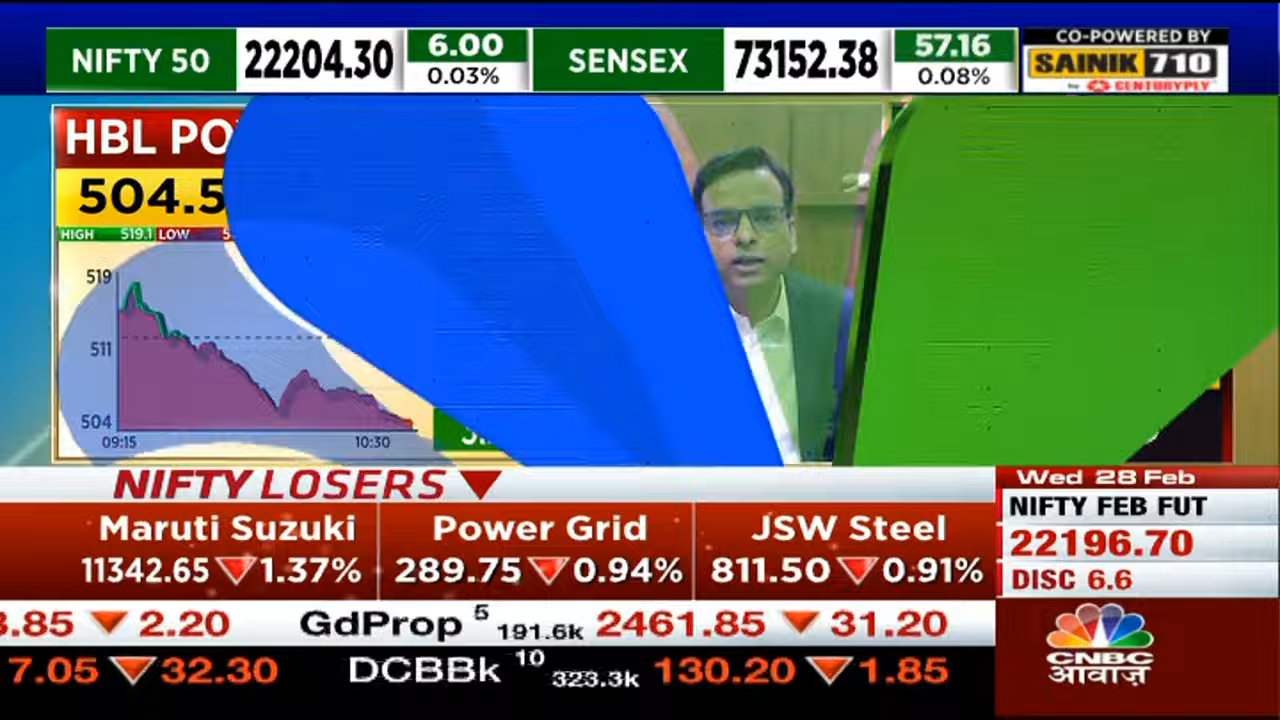 NIFTY 50 22204.30 6.00 0.03% SENSEX 73152.38 57.16 0.08%
CO-POWERED BY
SAINIK 710
by CENTURYPLY
HBL PO
504.5
HIGH 519.1 LOW 5
519
511
504
09:15 10:30
NIFTY LOSERS
Maruti Suzuki
11342.65 1.37%
Power Grid
289.75 0.94%
JSW Steel
811.50 0.91%
Wed 28 Feb
NIFTY FEB FUT
22196.70
DISC 6.6
3.85 2.20 GdProp 5 191.6k 2461.85 31.20
7.05 32.30 DCBBk 10 323.3k 130.20 1.85
CNBC
आवाज़